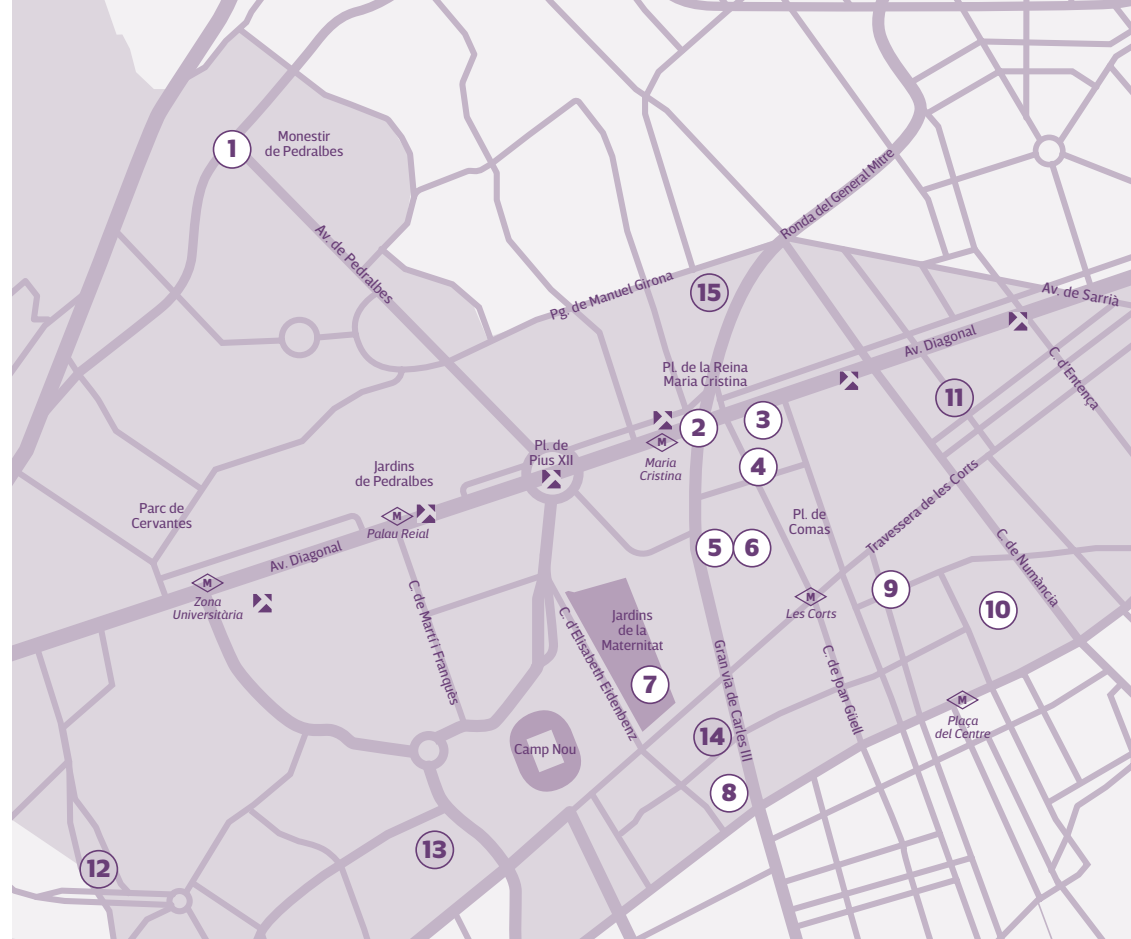 1
Monestir
de Pedralbes
Av. de Pedralbes
Ronda del General Mitre
Pg. de Manuel Girona
15
Av. de Sarrià
Av. Diagonal
C. d'Entença
Pl. de la Reina
Maria Cristina
11
2
3
M
Maria
Cristina
4
Pl. de
Pius XII
Jardins
de Pedralbes
Parc de
Cervantes
M
Palau Reial
Av. Diagonal
Pl. de
Comas
Travessera de les Corts
C. de Numància
5
6
M
Zona
Universitària
C. de Martí i Franquès
C. d'Elisabeth Eidenbenz
Jardins
de la
Maternitat
7
Gran via de Carles III
M
Les Corts
9
10
C. de Joan Güell
M
Plaça
del Centre
Camp Nou
14
8
13
12